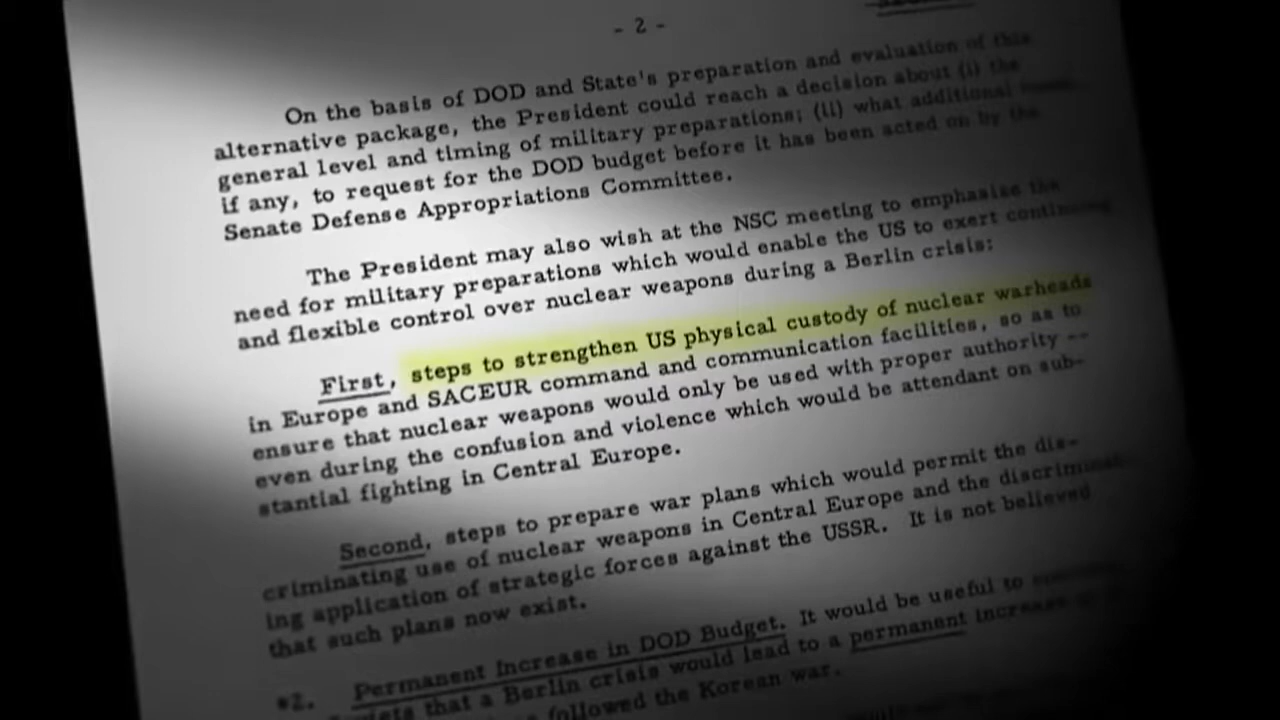 - 2 -
On the basis of DOD and State's preparation and evaluation of this
alternative package, the President could reach a decision about (i) the
general level and timing of military preparations; (ii) what additional
if any, to request for the DOD budget before it has been acted on by the
Senate Defense Appropriations Committee.
The President may also wish at the NSC meeting to emphasize the
need for military preparations which would enable the US to exert continuing
and flexible control over nuclear weapons during a Berlin crisis:
First, steps to strengthen US physical custody of nuclear warheads
in Europe and SACEUR command and communication facilities, so as to
ensure that nuclear weapons would only be used with proper authority --
even during the confusion and violence which would be attendant on sub-
stantial fighting in Central Europe.
Second, steps to prepare war plans which would permit the dis-
criminating use of nuclear weapons in Central Europe and the discriminat-
ing application of strategic forces against the USSR. It is not believed
that such plans now exist.
*2. Permanent Increase in DOD Budget. It would be useful to
that a Berlin crisis would lead to a permanent increase
followed the Korean war.